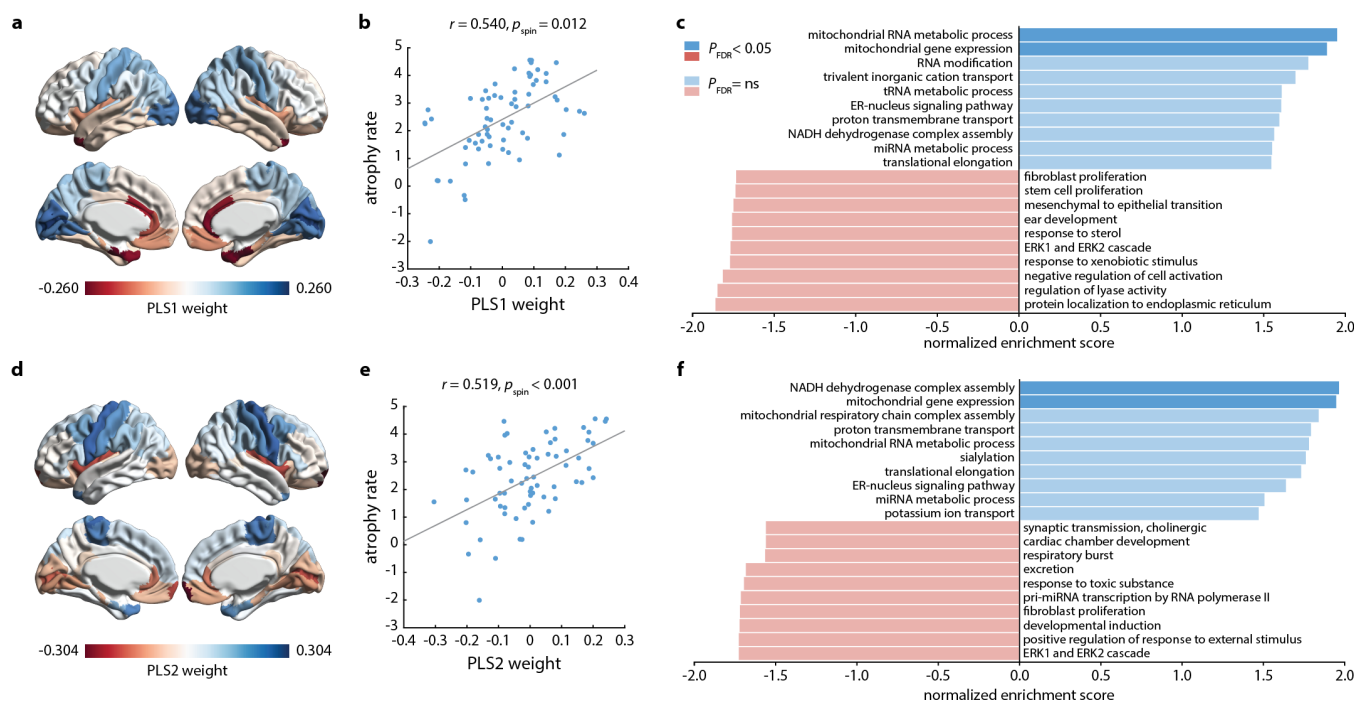 a
-0.260
0.260
PLS1 weight
b
r = 0.540, pspin = 0.012
atrophy rate
5
4
3
2
1
0
-1
-2
-3
-0.3
-0.2
-0.1
0
0.1
0.2
0.3
0.4
PLS1 weight
c
PFDR< 0.05
PFDR= ns
mitochondrial RNA metabolic process
mitochondrial gene expression
RNA modification
trivalent inorganic cation transport
tRNA metabolic process
ER-nucleus signaling pathway
proton transmembrane transport
NADH dehydrogenase complex assembly
miRNA metabolic process
translational elongation
fibroblast proliferation
stem cell proliferation
mesenchymal to epithelial transition
ear development
response to sterol
ERK1 and ERK2 cascade
response to xenobiotic stimulus
negative regulation of cell activation
regulation of lyase activity
protein localization to endoplasmic reticulum
-2.0
-1.5
-1.0
-0.5
0.0
0.5
1.0
1.5
2.0
normalized enrichment score
d
-0.304
0.304
PLS2 weight
e
r = 0.519, pspin < 0.001
atrophy rate
5
4
3
2
1
0
-1
-2
-3
-0.4
-0.3
-0.2
-0.1
0
0.1
0.2
0.3
PLS2 weight
f
NADH dehydrogenase complex assembly
mitochondrial gene expression
mitochondrial respiratory chain complex assembly
proton transmembrane transport
mitochondrial RNA metabolic process
sialylation
translational elongation
ER-nucleus signaling pathway
miRNA metabolic process
potassium ion transport
synaptic transmission, cholinergic
cardiac chamber development
respiratory burst
excretion
response to toxic substance
pri-miRNA transcription by RNA polymerase II
fibroblast proliferation
developmental induction
positive regulation of response to external stimulus
ERK1 and ERK2 cascade
-2.0
-1.5
-1.0
-0.5
0.0
0.5
1.0
1.5
2.0
normalized enrichment score